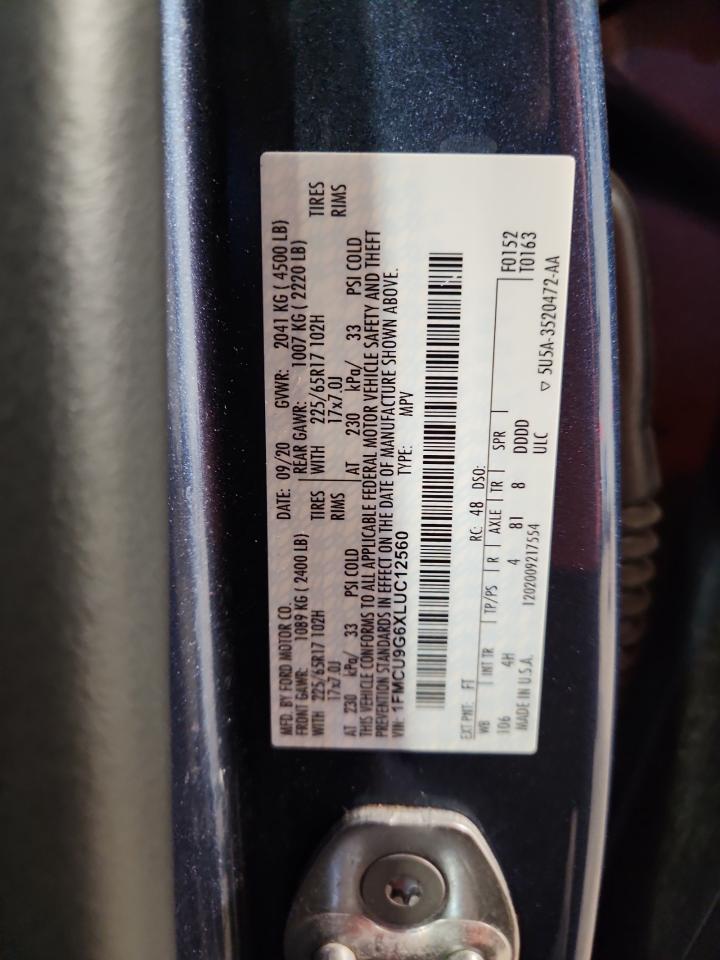 MFD. BY FORD MOTOR CO. DATE: 09/20 GVWR: 2041 KG ( 4500 LB)
FRONT GAWR: 1089 KG ( 2400 LB) REAR GAWR: 1007 KG ( 2220 LB)
WITH 225/65R17 102H TIRES WITH 225/65R17 102H TIRES
17x7.0J RIMS 17x7.0J RIMS
AT 230 kPa/ 33 PSI COLD AT 230 kPa/ 33 PSI COLD
THIS VEHICLE CONFORMS TO ALL APPLICABLE FEDERAL MOTOR VEHICLE SAFETY AND THEFT
PREVENTION STANDARDS IN EFFECT ON THE DATE OF MANUFACTURE SHOWN ABOVE.
VIN: 1FMCU9G6XLUC12560 TYPE: MPV
EXT PNT: FT RC: 48 DSO:
WB INT TR TP/PS R AXLE TR SPR F0152
T0163
106 4H 4 81 8 DDDD
MADE IN U.S.A. 1202009217554 ULC ▽ 5U5A-3520472-AA